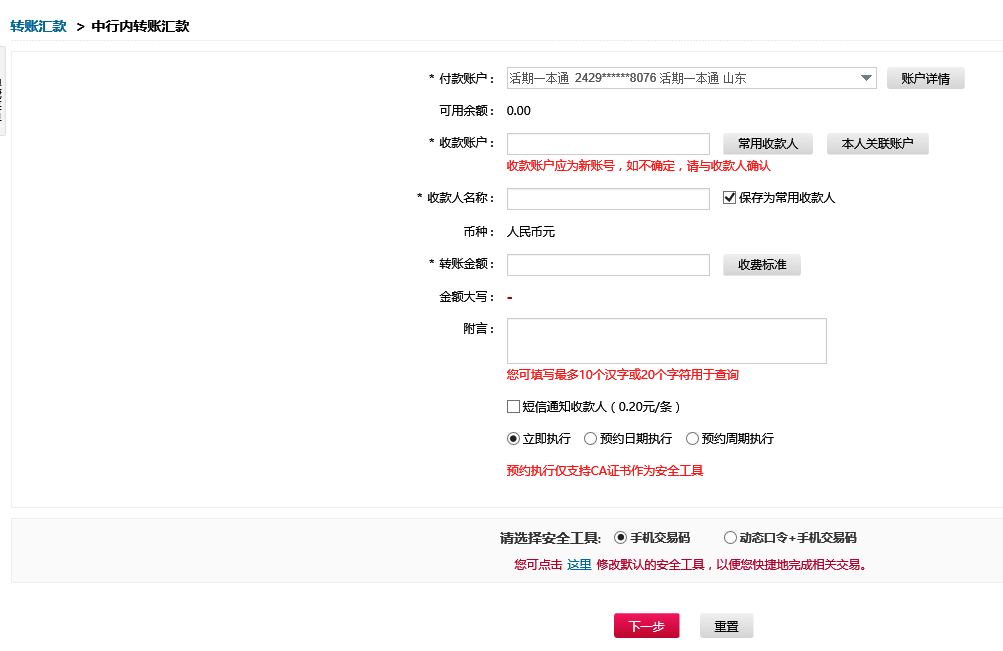 转账汇款 > 中行内转账汇款
* 付款账户： 活期一本通 2429******8076 活期一本通 山东 账户详情
可用余额： 0.00
* 收款账户： 常用收款人 本人关联账户
收款账户应为新账号，如不确定，请与收款人确认
* 收款人名称： 保存为常用收款人
币种： 人民币元
* 转账金额： 收费标准
金额大写： -
附言：
您可填写最多10个汉字或20个字符用于查询
短信通知收款人（0.20元/条）
立即执行 预约日期执行 预约周期执行
预约执行仅支持CA证书作为安全工具
请选择安全工具: 手机交易码 动态口令+手机交易码
您可点击 这里 修改默认的安全工具，以便您快捷地完成相关交易。
下一步 重置